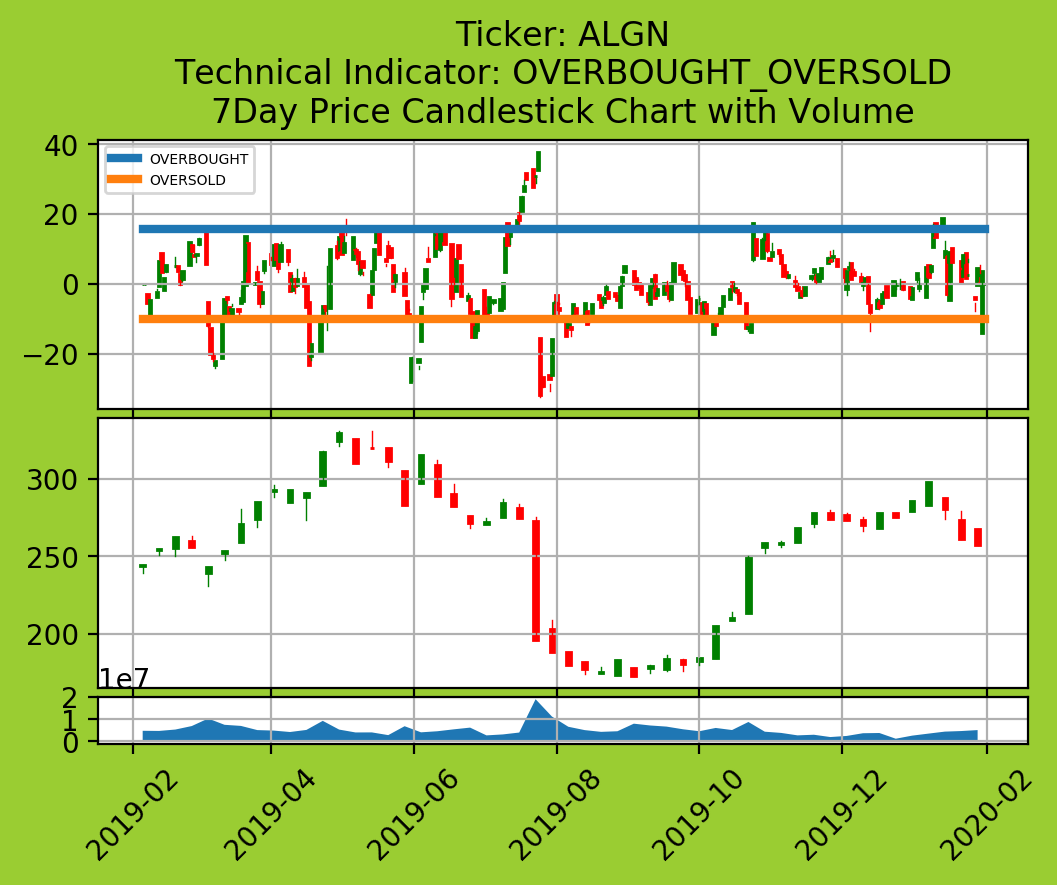 Ticker: ALGN
Technical Indicator: OVERBOUGHT_OVERSOLD
7Day Price Candlestick Chart with Volume
OVERBOUGHT
OVERSOLD
40
20
0
−20
300
250
200
1e7
2
1
0
2019-02
2019-04
2019-06
2019-08
2019-10
2019-12
2020-02